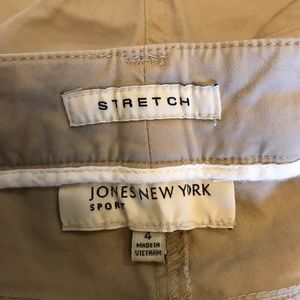 STRETCH
JONES NEW YORK
SPORT
4
MADE IN
VIETNAM